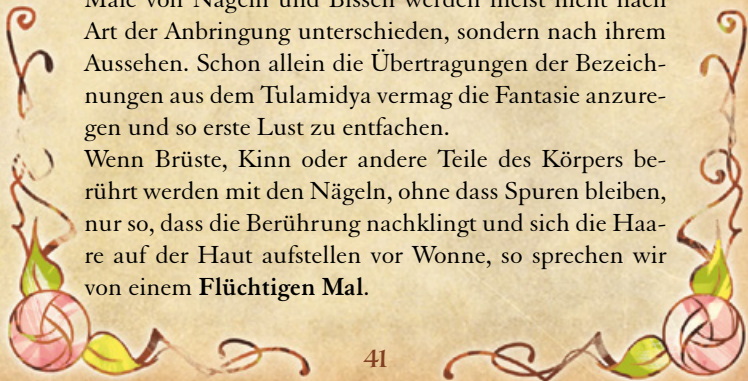 Male von Nägeln und Bissen werden meist nicht nach
Art der Anbringung unterschieden, sondern nach ihrem
Aussehen. Schon allein die Übertragungen der Bezeich-
nungen aus dem Tulamidya vermag die Fantasie anzure-
gen und so erste Lust zu entfachen.
Wenn Brüste, Kinn oder andere Teile des Körpers be-
rührt werden mit den Nägeln, ohne dass Spuren bleiben,
nur so, dass die Berührung nachklingt und sich die Haa-
re auf der Haut aufstellen vor Wonne, so sprechen wir
von einem Flüchtigen Mal.
41